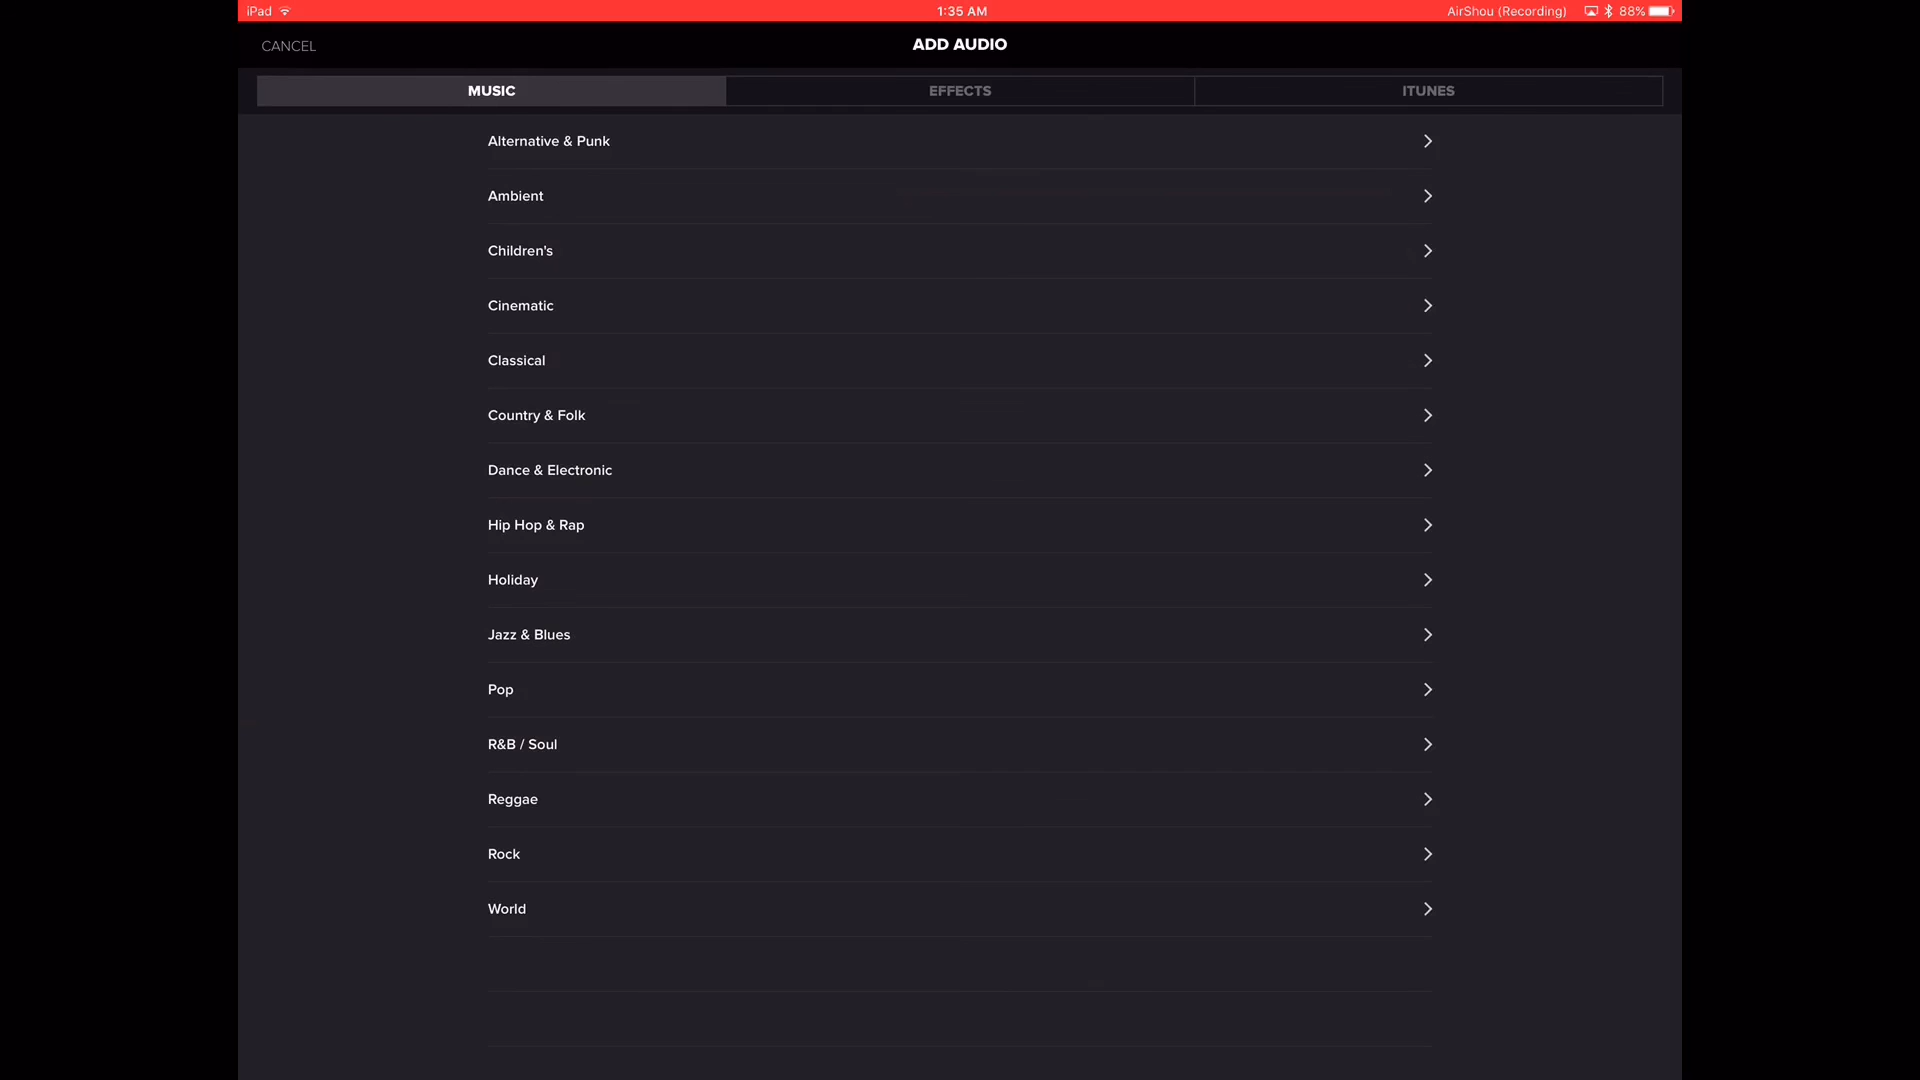 iPad 1:35 AM AirShou (Recording) 88%
CANCEL ADD AUDIO
MUSIC EFFECTS ITUNES
Alternative & Punk
Ambient
Children's
Cinematic
Classical
Country & Folk
Dance & Electronic
Hip Hop & Rap
Holiday
Jazz & Blues
Pop
R&B / Soul
Reggae
Rock
World